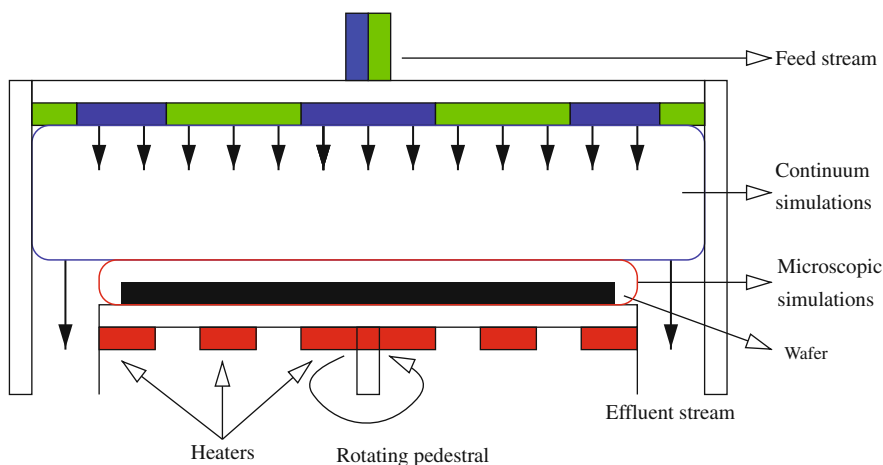 Feed stream
Continuum
simulations
Microscopic
simulations
Wafer
Effluent stream
Heaters
Rotating pedestral